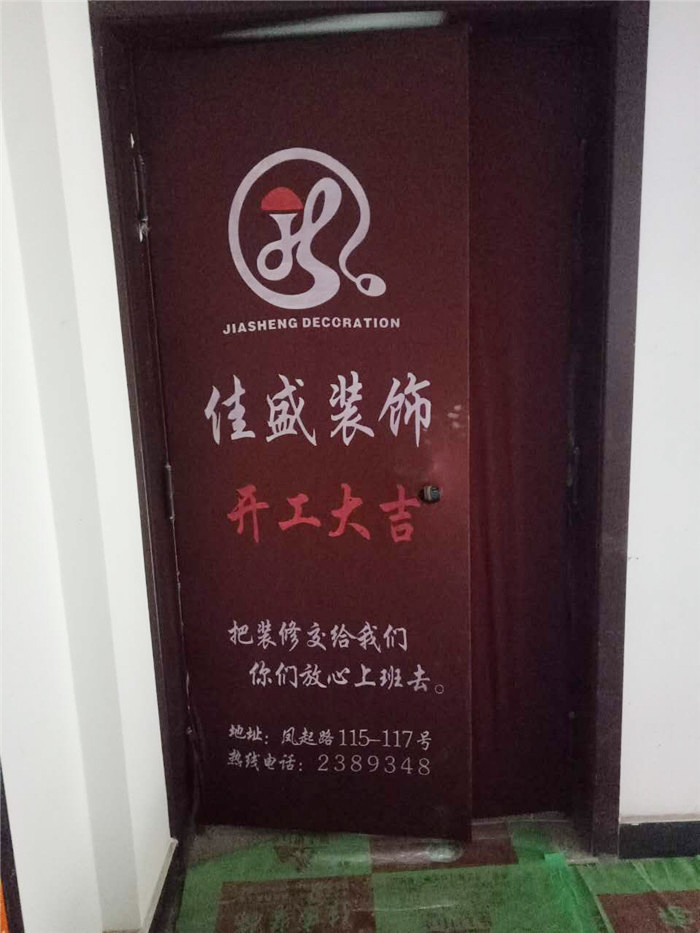 JIASHENG DECORATION
佳盛装饰
开工大吉
把装修交给我们
你们放心上班去。
地址：凤起路115-117号
热线电话：2389348